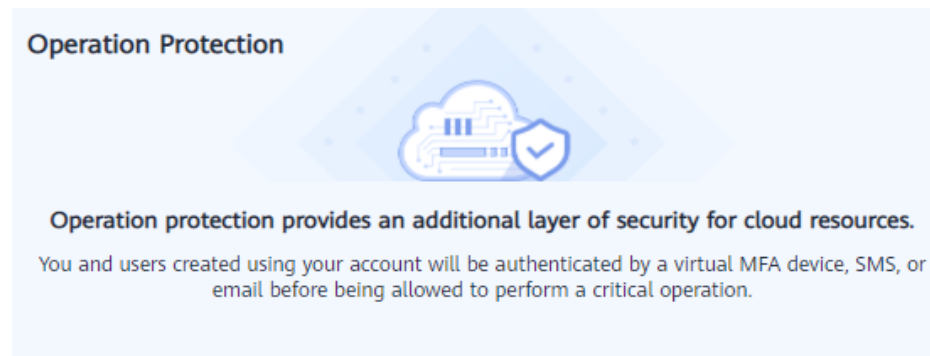 Operation Protection
Operation protection provides an additional layer of security for cloud resources.
You and users created using your account will be authenticated by a virtual MFA device, SMS, or
email before being allowed to perform a critical operation.